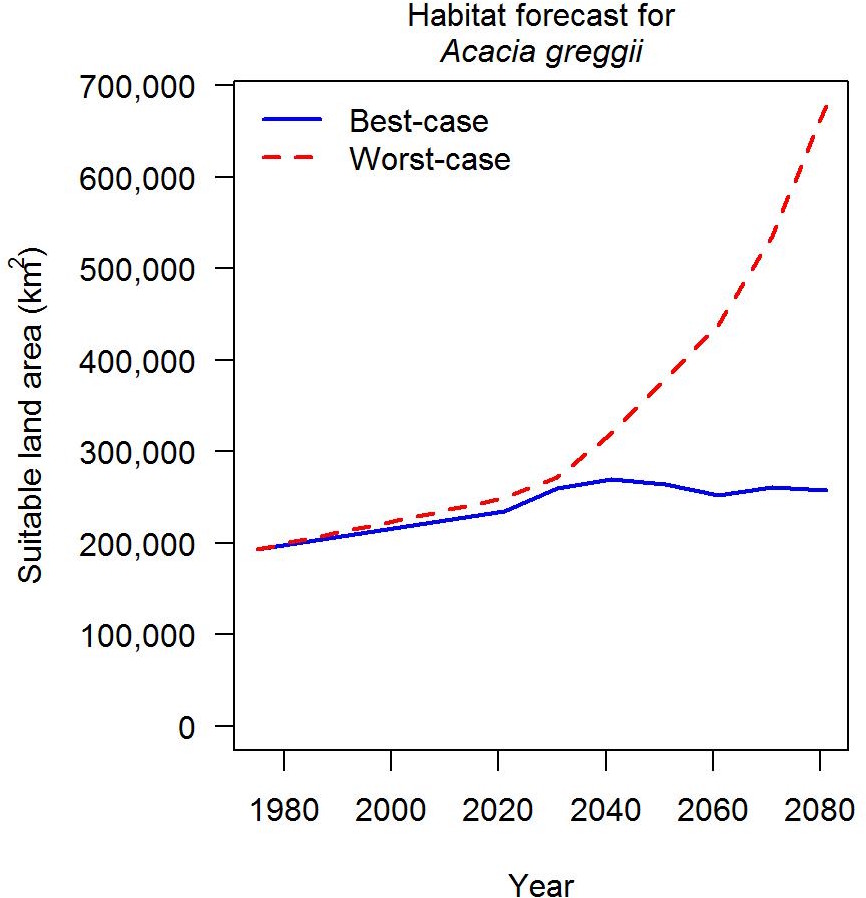 Habitat forecast for
Acacia greggii
700,000
600,000
500,000
400,000
300,000
200,000
100,000
0
Suitable land area (km²)
Best-case
Worst-case
1980 2000 2020 2040 2060 2080
Year